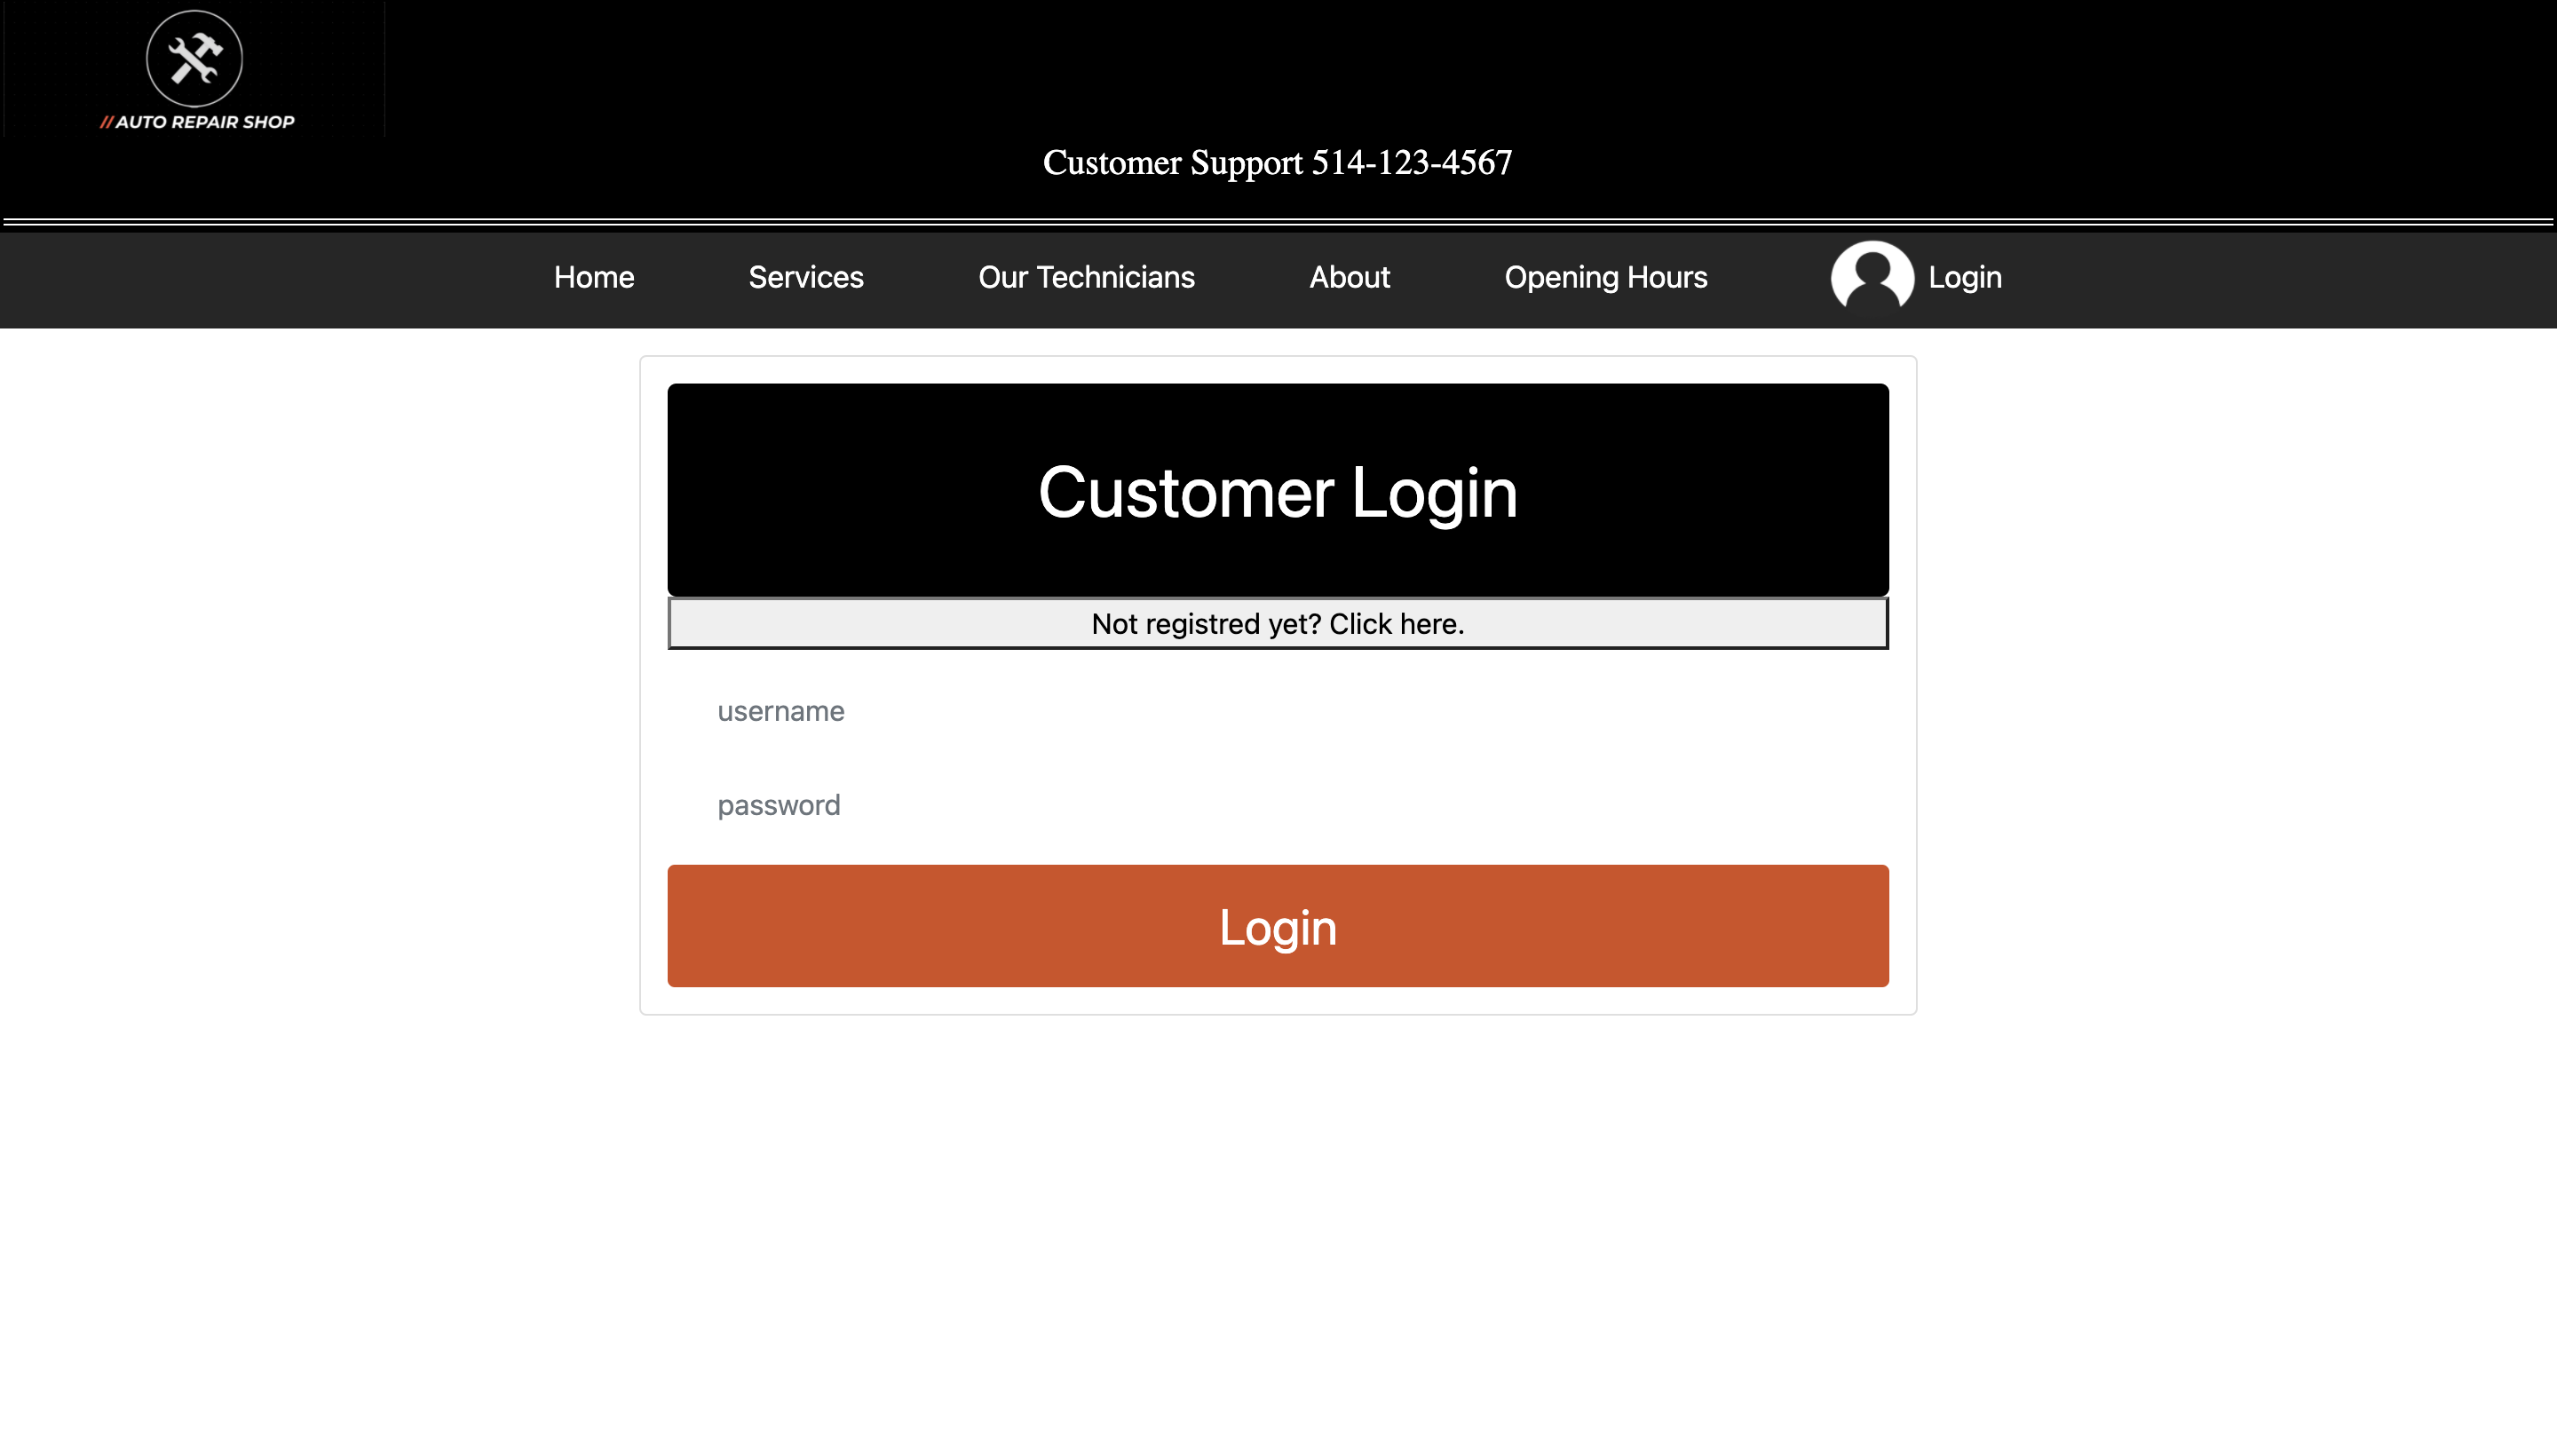 //AUTO REPAIR SHOP
Customer Support 514-123-4567
Home Services Our Technicians About Opening Hours Login
Customer Login
Not registred yet? Click here.
username
password
Login